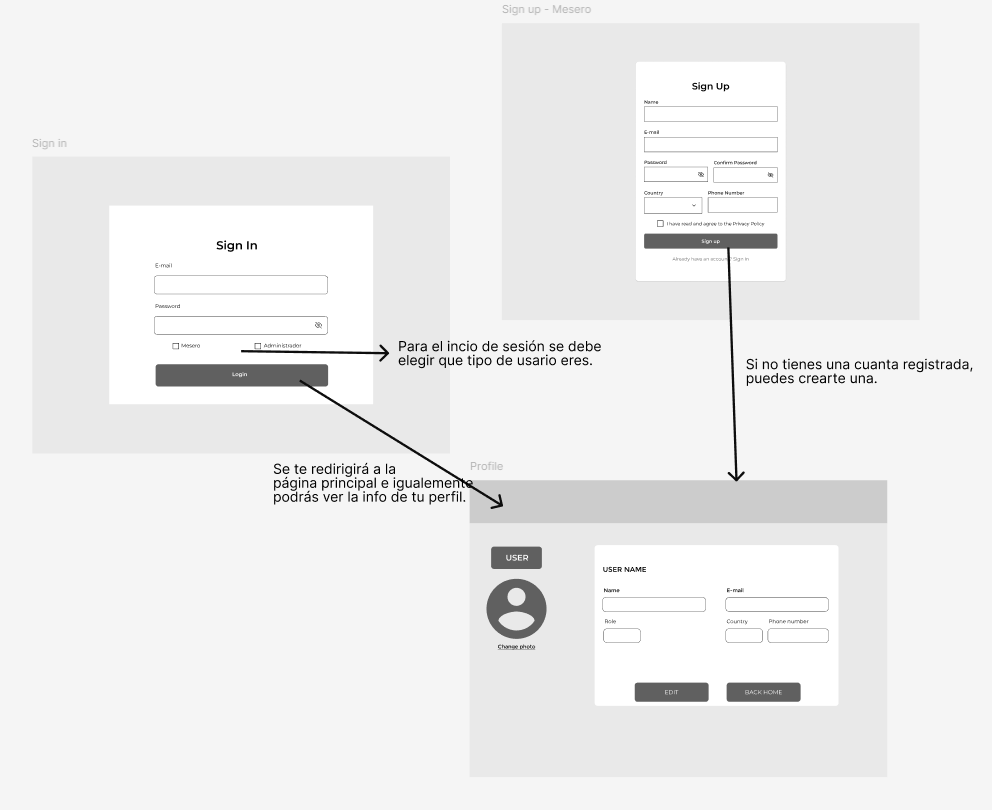 Sign up - Mesero
Sign Up
Name
E-mail
Password
Confirm Password
Country
Phone Number
I have read and agree to the Privacy Policy
Sign up
Already have an account? Sign in
Sign in
Sign In
E-mail
Password
Mesero
Administrador
Login
Para el incio de sesión se debe
elegir que tipo de usario eres.
Si no tienes una cuanta registrada,
puedes crearte una.
Se te redirigirá a la
página principal e igualemente
podrás ver la info de tu perfil.
Profile
USER
Change photo
USER NAME
Name
E-mail
Role
Country
Phone number
EDIT
BACK HOME